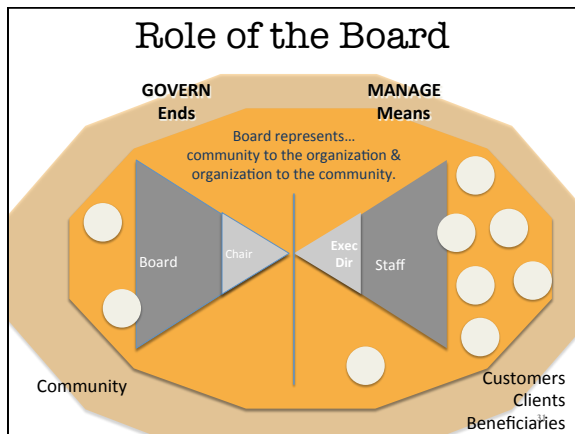 Role of the Board
GOVERN
Ends
MANAGE
Means
Board represents...
community to the organization &
organization to the community.
Board
Chair
Exec
Dir
Staff
Community
Customers
Clients
Beneficiaries